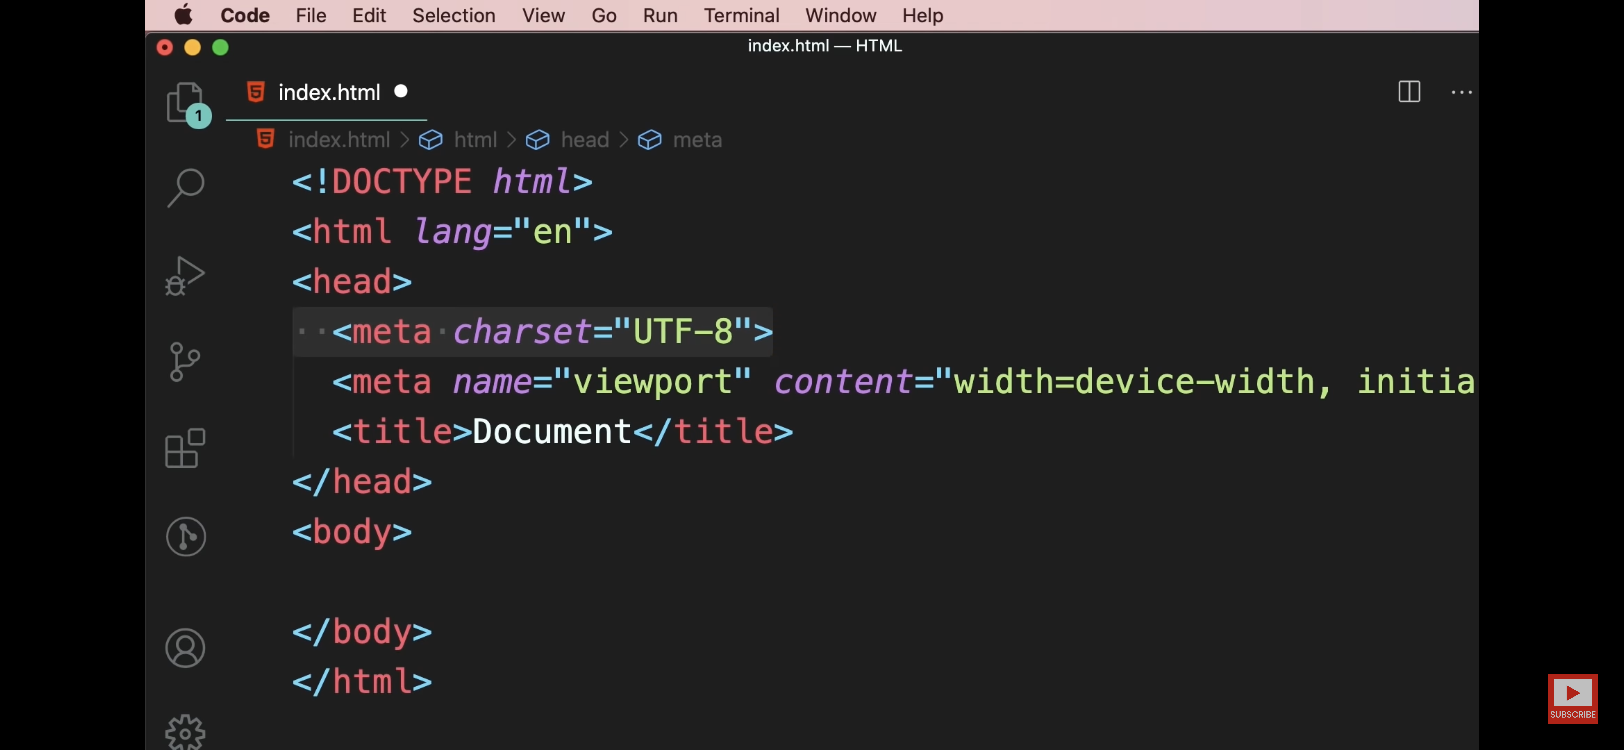 Code File Edit Selection View Go Run Terminal Window Help
index.html — HTML
index.html
1
index.html > html > head > meta
<!DOCTYPE html>
<html lang="en">
<head>
<meta charset="UTF-8">
<meta name="viewport" content="width=device-width, initia
<title>Document</title>
</head>
<body>
</body>
</html>
SUBSCRIBE